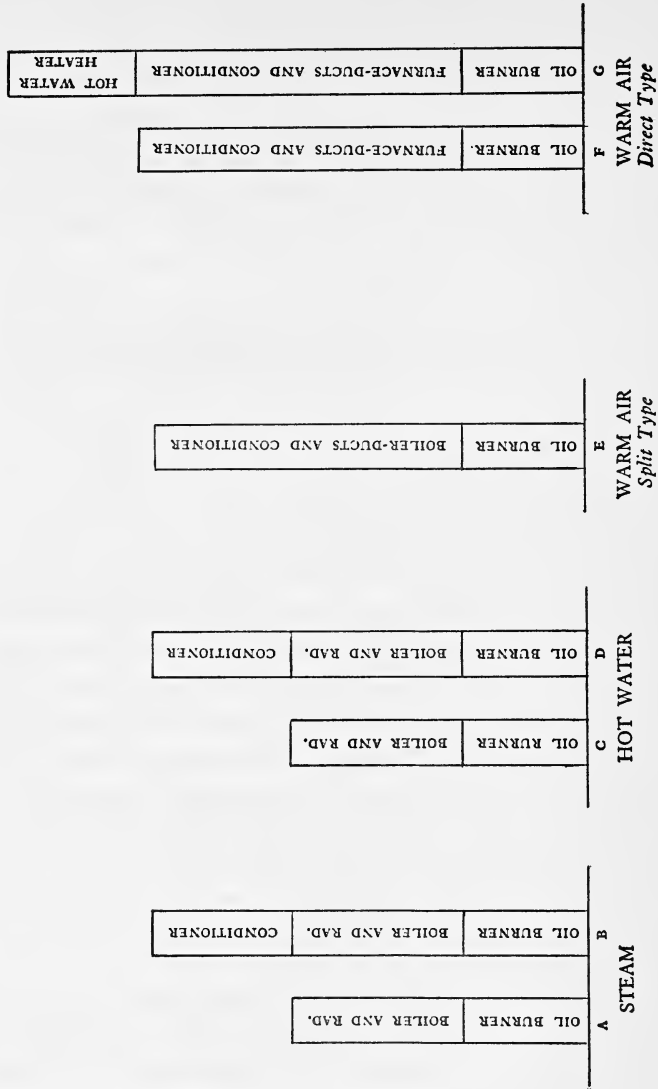 HOT WATER
HEATER
FURNACE-DUCTS AND CONDITIONER
OIL BURNER
G
FURNACE-DUCTS AND CONDITIONER
OIL BURNER.
F
WARM AIR
Direct Type
BOILER-DUCTS AND CONDITIONER
OIL BURNER
E
WARM AIR
Split Type
CONDITIONER
BOILER AND RAD.
OIL BURNER
D
BOILER AND RAD.
OIL RURNER
C
HOT WATER
CONDITIONER
BOILER AND RAD.
OIL BURNER
B
BOILER AND RAD.
OIL BURNER
A
STEAM